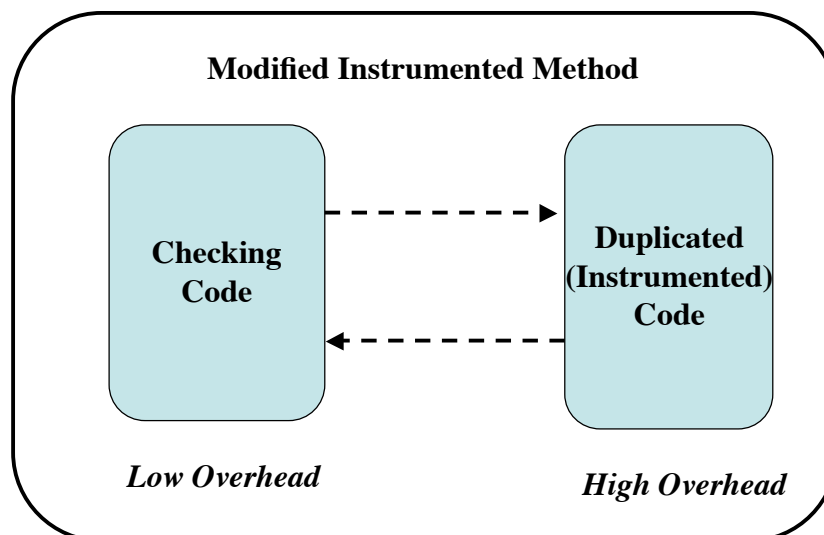 Modified Instrumented Method
Checking
Code
Duplicated
(Instrumented)
Code
Low Overhead
High Overhead